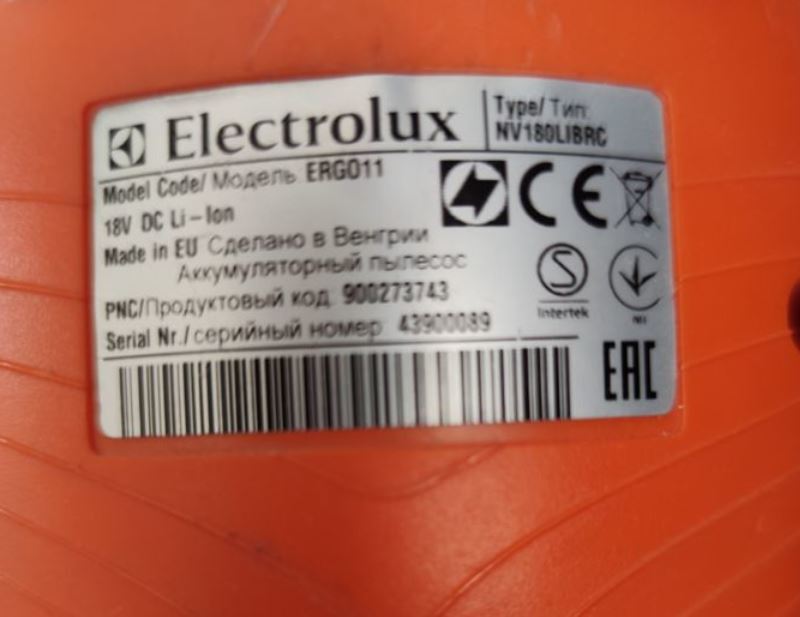 Electrolux
Type/ Тип:
NV180LIBRC
Model Code/ Модель ERGO11
18V DC Li-Ion
Made in EU Сделано в Венгрии
Аккумуляторный пылесос
PNC/Продуктовый код 900273743
Serial Nr./серийный номер 43900089
CE
S
Intertek
EAC